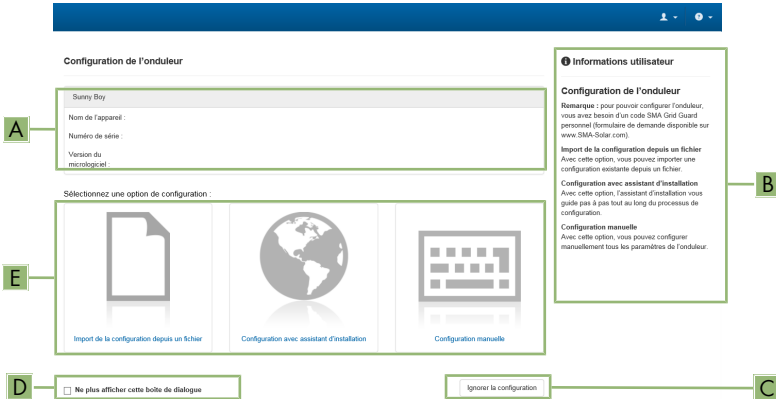 Configuration de l'onduleur
Sunny Boy
Nom de l'appareil :
Numéro de série :
Version du
micrologiciel :
A
Sélectionnez une option de configuration :
Import de la configuration depuis un fichier
Configuration avec assistant d'installation
Configuration manuelle
E
Ne plus afficher cette boîte de dialogue
D
Ignorer la configuration
C
Informations utilisateur
Configuration de l'onduleur
Remarque : pour pouvoir configurer l'onduleur,
vous avez besoin d'un code SMA Grid Guard
personnel (formulaire de demande disponible sur
www.SMA-Solar.com).
Import de la configuration depuis un fichier
Avec cette option, vous pouvez importer une
configuration existante depuis un fichier.
Configuration avec assistant d'installation
Avec cette option, l'assistant d'installation vous
guide pas à pas tout au long du processus de
configuration.
Configuration manuelle
Avec cette option, vous pouvez configurer
manuellement tous les paramètres de l'onduleur.
B